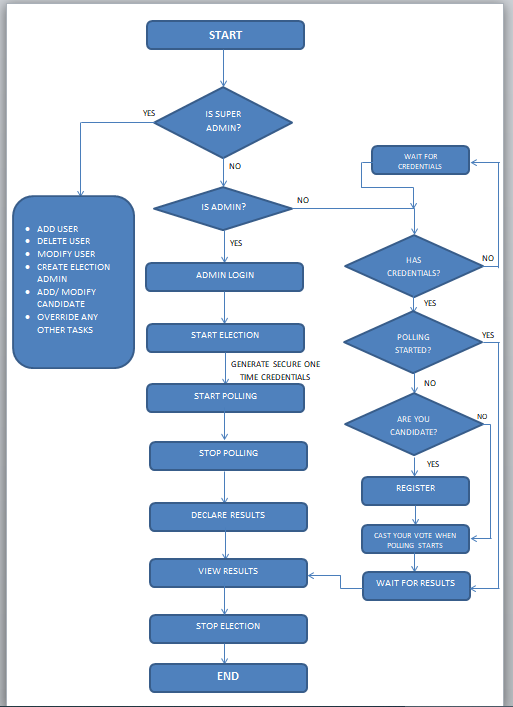 START
IS SUPER
ADMIN?
YES
NO
ADD USER
DELETE USER
MODIFY USER
CREATE ELECTION
ADMIN
ADD/ MODIFY
CANDIDATE
OVERRIDE ANY
OTHER TASKS
IS ADMIN?
NO
YES
ADMIN LOGIN
START ELECTION
GENERATE SECURE ONE
TIME CREDENTIALS
START POLLING
STOP POLLING
DECLARE RESULTS
VIEW RESULTS
STOP ELECTION
END
WAIT FOR
CREDENTIALS
HAS
CREDENTIALS?
NO
YES
POLLING
STARTED?
YES
NO
ARE YOU
CANDIDATE?
NO
YES
REGISTER
CAST YOUR VOTE WHEN
POLLING STARTS
WAIT FOR RESULTS